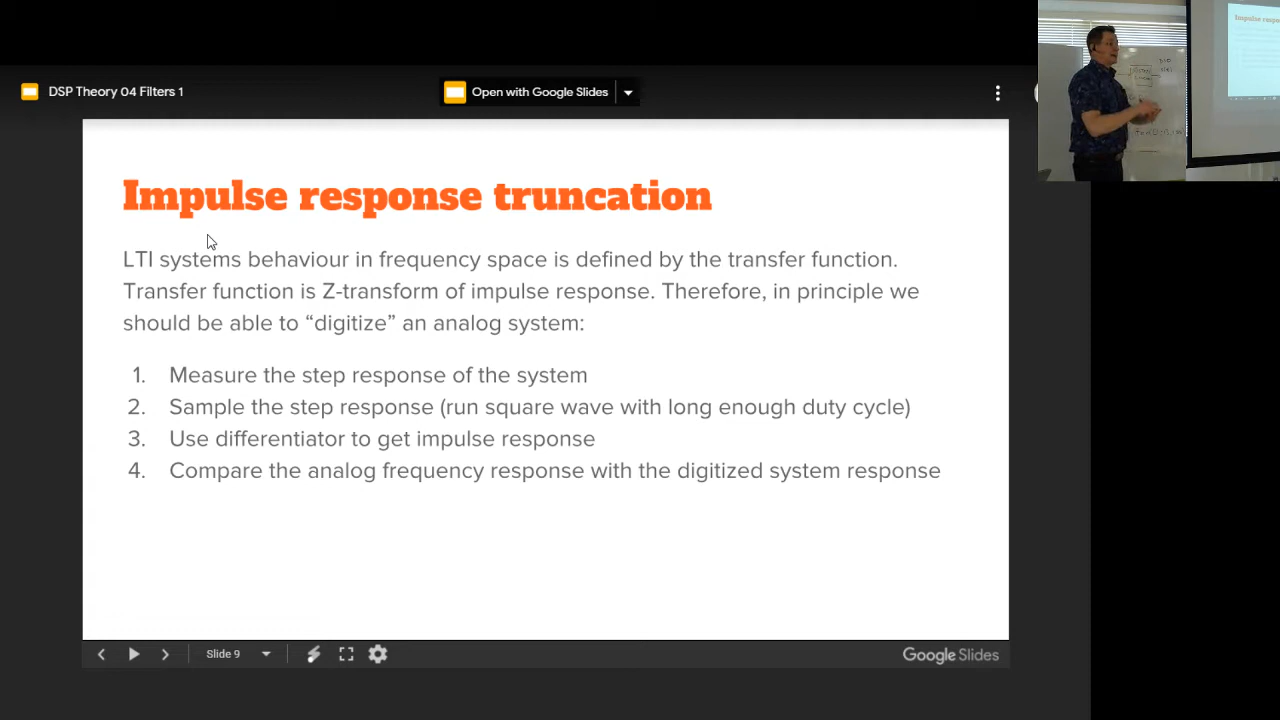 DSP Theory 04 Filters 1
Open with Google Slides
Impulse response truncation
LTI systems behaviour in frequency space is defined by the transfer function.
Transfer function is Z-transform of impulse response. Therefore, in principle we
should be able to “digitize” an analog system:
1. Measure the step response of the system
2. Sample the step response (run square wave with long enough duty cycle)
3. Use differentiator to get impulse response
4. Compare the analog frequency response with the digitized system response
Slide 9
Google Slides
Impulse respo